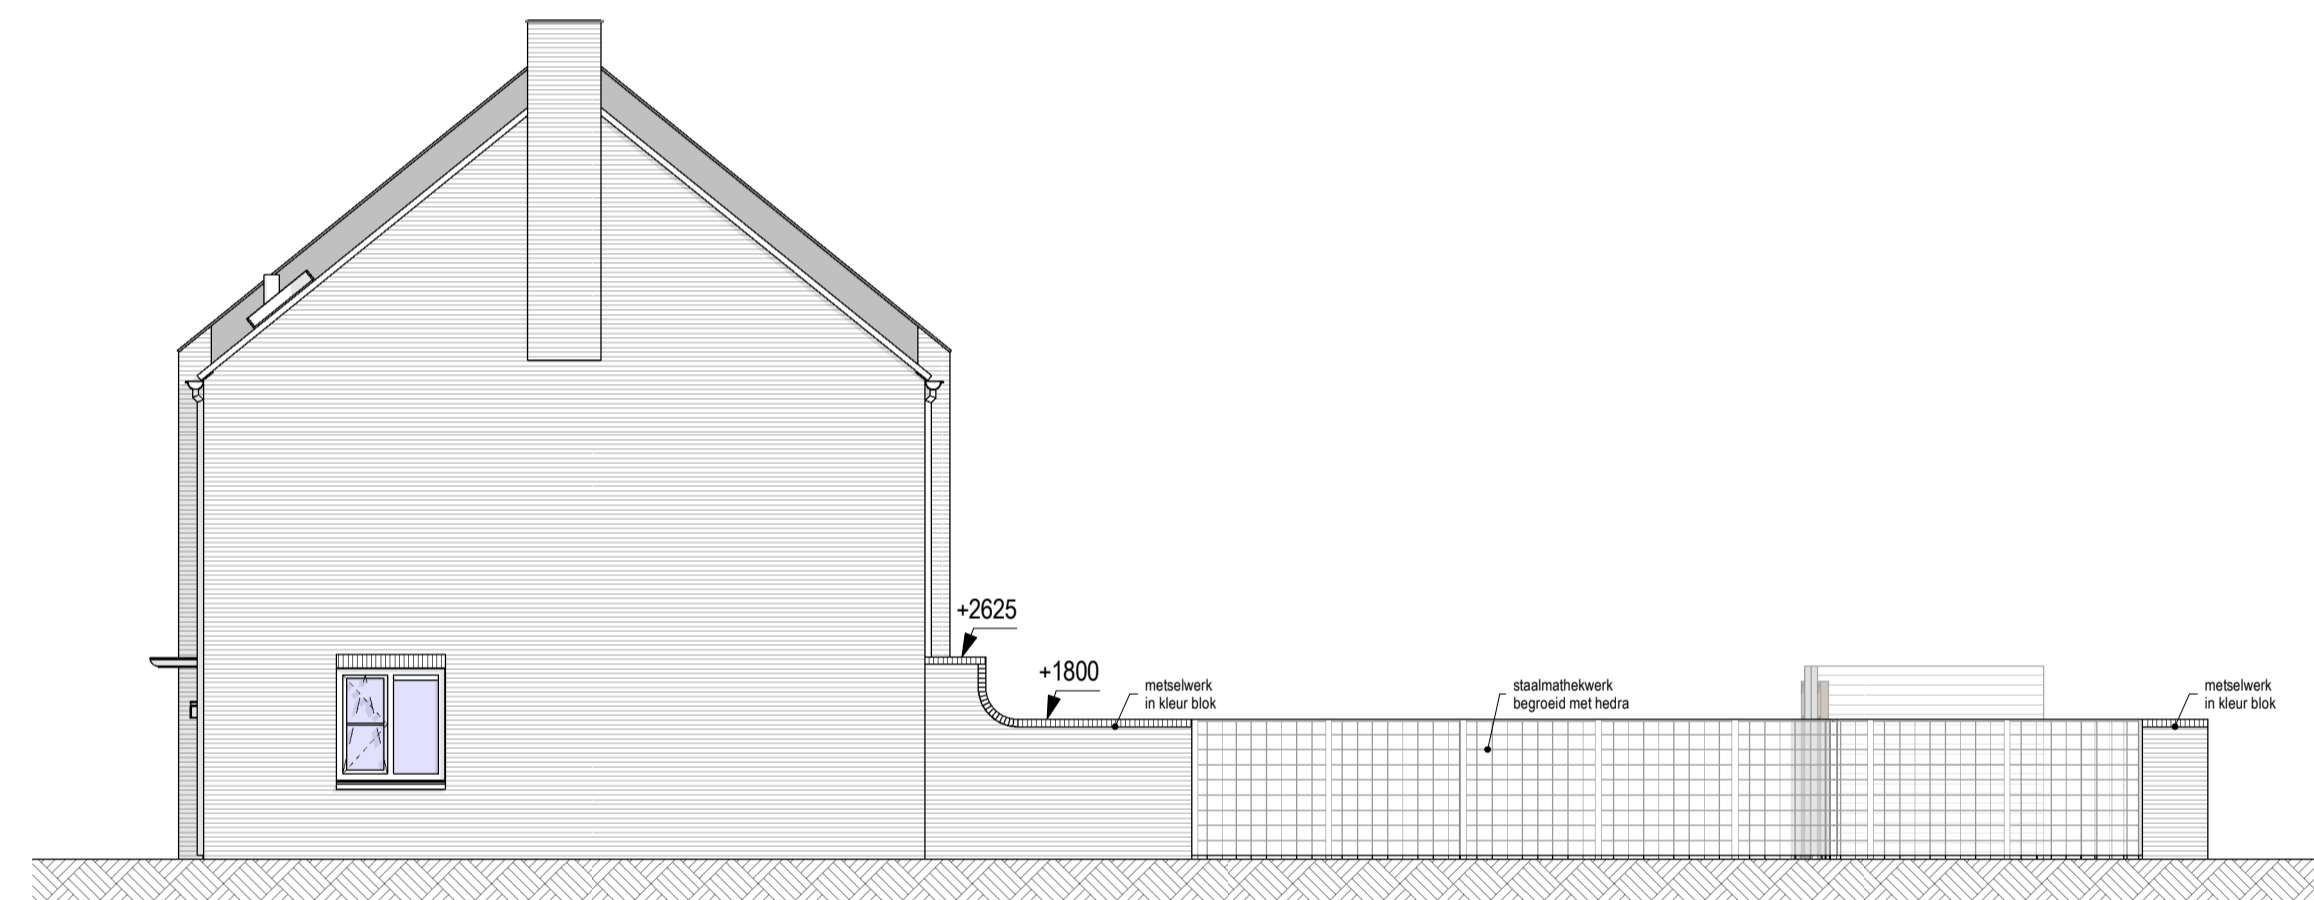 +2625
+1800
metselwerk
in kleur blok
staalmathekwerk
begroeid met hedra
metselwerk
in kleur blok